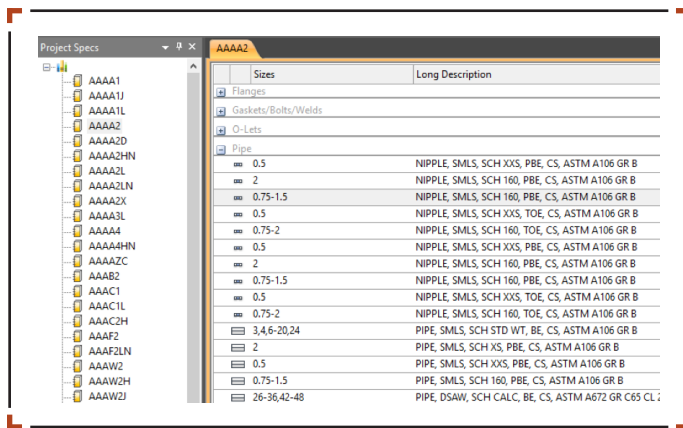 Project Specs
AAAA1
AAAA1J
AAAA1L
AAAA2
AAAA2D
AAAA2HN
AAAA2L
AAAA2LN
AAAA2X
AAAA3L
AAAA4
AAAA4HN
AAAAZC
AAAB2
AAAC1
AAAC1L
AAAC2H
AAAF2
AAAF2LN
AAAW2
AAAW2H
AAAW2J
AAAA2
Sizes Long Description
Flanges
Gaskets/Bolts/Welds
O-Lets
Pipe
0.5 NIPPLE, SMLS, SCH XXS, PBE, CS, ASTM A106 GR B
2 NIPPLE, SMLS, SCH 160, PBE, CS, ASTM A106 GR B
0.75-1.5 NIPPLE, SMLS, SCH 160, PBE, CS, ASTM A106 GR B
0.5 NIPPLE, SMLS, SCH XXS, TOE, CS, ASTM A106 GR B
0.75-2 NIPPLE, SMLS, SCH 160, TOE, CS, ASTM A106 GR B
0.5 NIPPLE, SMLS, SCH XXS, PBE, CS, ASTM A106 GR B
2 NIPPLE, SMLS, SCH 160, PBE, CS, ASTM A106 GR B
0.75-1.5 NIPPLE, SMLS, SCH 160, PBE, CS, ASTM A106 GR B
0.5 NIPPLE, SMLS, SCH XXS, TOE, CS, ASTM A106 GR B
0.75-2 NIPPLE, SMLS, SCH 160, TOE, CS, ASTM A106 GR B
3,4,6-20,24 PIPE, SMLS, SCH STD WT, BE, CS, ASTM A106 GR B
2 PIPE, SMLS, SCH XS, PBE, CS, ASTM A106 GR B
0.5 PIPE, SMLS, SCH XXS, PBE, CS, ASTM A106 GR B
0.75-1.5 PIPE, SMLS, SCH 160, PBE, CS, ASTM A106 GR B
26-36,42-48 PIPE, DSAW, SCH CALC, BE, CS, ASTM A672 GR C65 CL 2